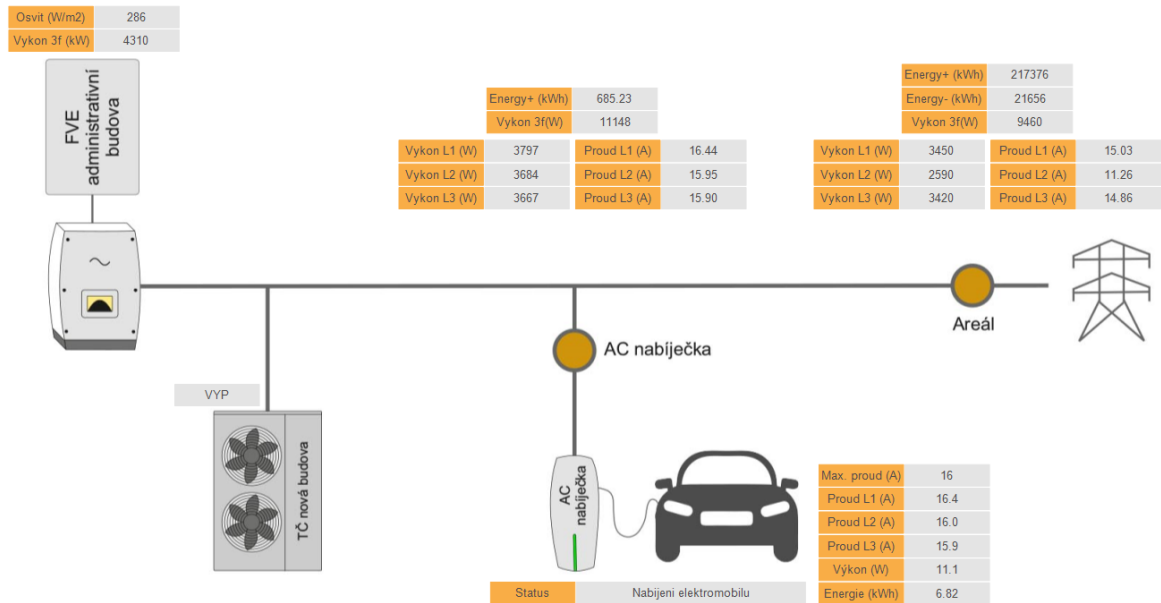 Osvit (W/m2) 286
Vykon 3f (kW) 4310
FVE
administrativní
budova
Energy+ (kWh) 685.23
Vykon 3f(W) 11148
Vykon L1 (W) 3797 Proud L1 (A) 16.44
Vykon L2 (W) 3684 Proud L2 (A) 15.95
Vykon L3 (W) 3667 Proud L3 (A) 15.90
Energy+ (kWh) 217376
Energy- (kWh) 21656
Vykon 3f(W) 9460
Vykon L1 (W) 3450 Proud L1 (A) 15.03
Vykon L2 (W) 2590 Proud L2 (A) 11.26
Vykon L3 (W) 3420 Proud L3 (A) 14.86
Areál
AC nabíječka
VYP
TČ nová budova
AC
nabíječka
Max. proud (A) 16
Proud L1 (A) 16.4
Proud L2 (A) 16.0
Proud L3 (A) 15.9
Výkon (W) 11.1
Energie (kWh) 6.82
Status Nabijeni elektromobilu